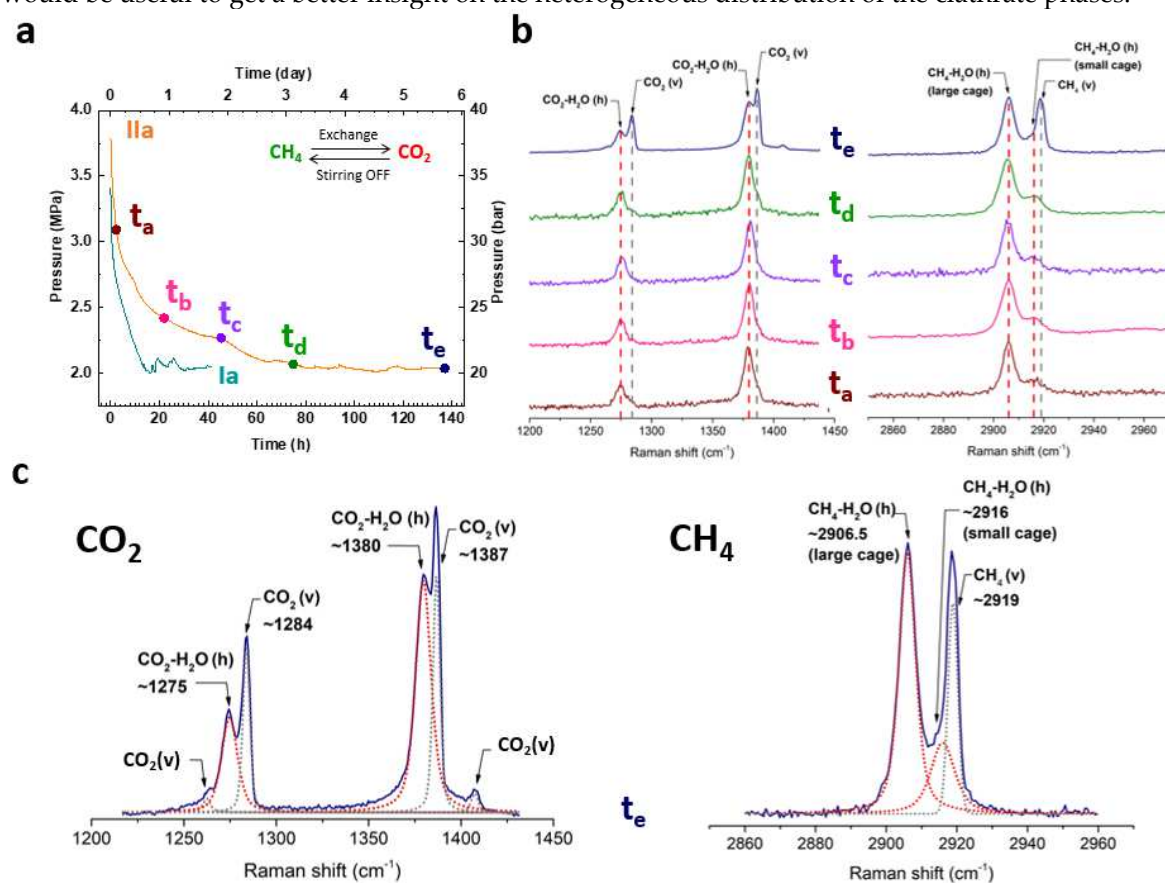 would be useful to get a better insight on the heterogeneous distribution of the clathrate phases.
a
Time (day)
0 1 2 3 4 5 6
4.0 40
3.5 35
3.0 30
2.5 25
2.0 20
Pressure (MPa)
Pressure (bar)
IIa
Exchange
CH4 CO2
Stirring OFF
ta
tb
tc
td
te
Ia
0 20 40 60 80 100 120 140
Time (h)
b
CO2-H2O (h)
CO2 (v)
CO2-H2O (h)
CO2 (v)
CH4-H2O (h)
(large cage)
CH4-H2O (h)
(small cage)
CH4 (v)
te
td
tc
tb
ta
1200 1250 1300 1350 1400 1450
Raman shift (cm-1)
2860 2880 2900 2920 2940 2960
Raman shift (cm-1)
c
CO2
CO2(v)
CO2-H2O (h)
~1275
CO2 (v)
~1284
CO2-H2O (h)
~1380
CO2 (v)
~1387
CO2(v)
1200 1250 1300 1350 1400
Raman shift (cm-1)
te
CH4
CH4-H2O (h)
~2906.5
(large cage)
CH4-H2O (h)
~2916
(small cage)
CH4 (v)
~2919
2860 2880 2900 2920 2940 2960
Raman shift (cm-1)